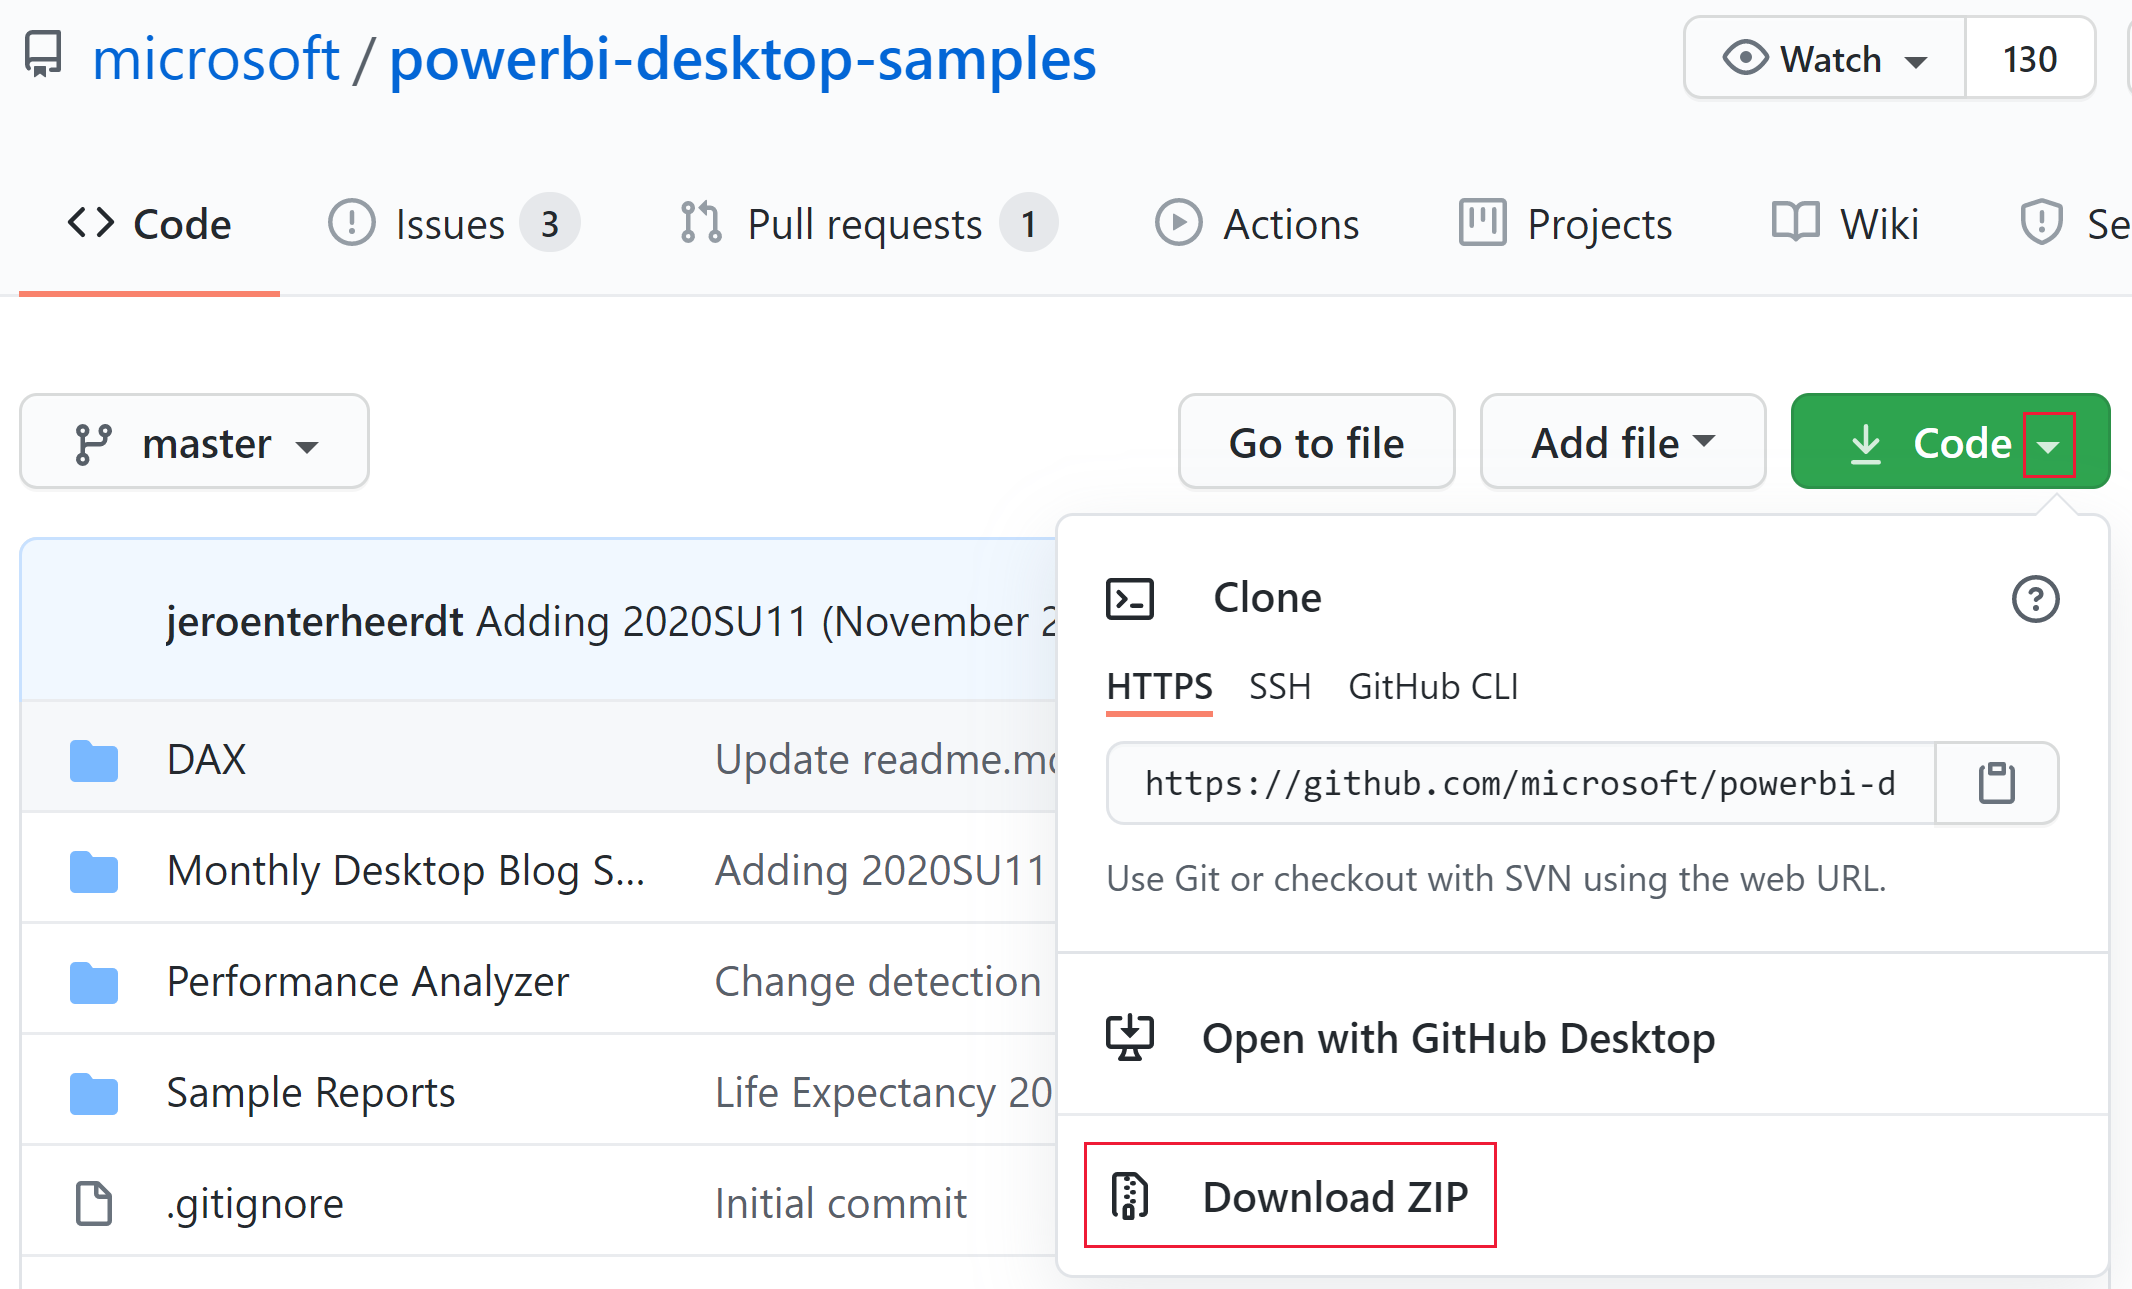 microsoft / powerbi-desktop-samples
Watch 130
Code Issues 3 Pull requests 1 Actions Projects Wiki Se
master Go to file Add file Code
jeroenterheerdt Adding 2020SU11 (November 2
DAX Update readme.md
Monthly Desktop Blog S... Adding 2020SU11
Performance Analyzer Change detection
Sample Reports Life Expectancy 20
.gitignore Initial commit
Clone
HTTPS SSH GitHub CLI
https://github.com/microsoft/powerbi-d
Use Git or checkout with SVN using the web URL.
Open with GitHub Desktop
Download ZIP